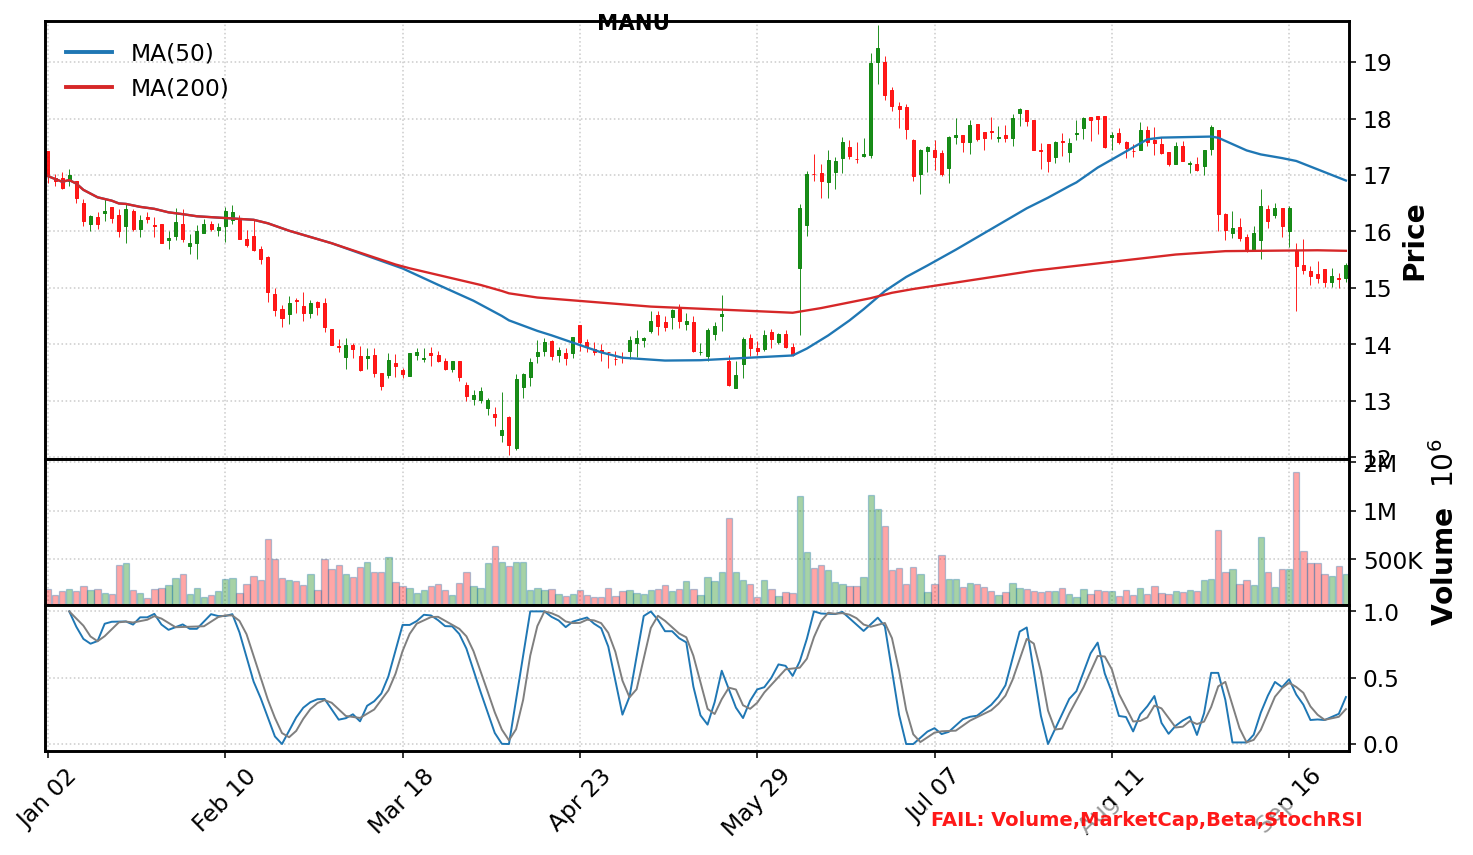 MANU
MA(50)
MA(200)
19
18
17
16
15
14
13
12
Price
2M
1M
500K
Volume 10^6
1.0
0.5
0.0
Jan 02
Feb 10
Mar 18
Apr 23
May 29
Jul 07
Aug 11
Sep 16
FAIL: Volume,MarketCap,Beta,StochRSI